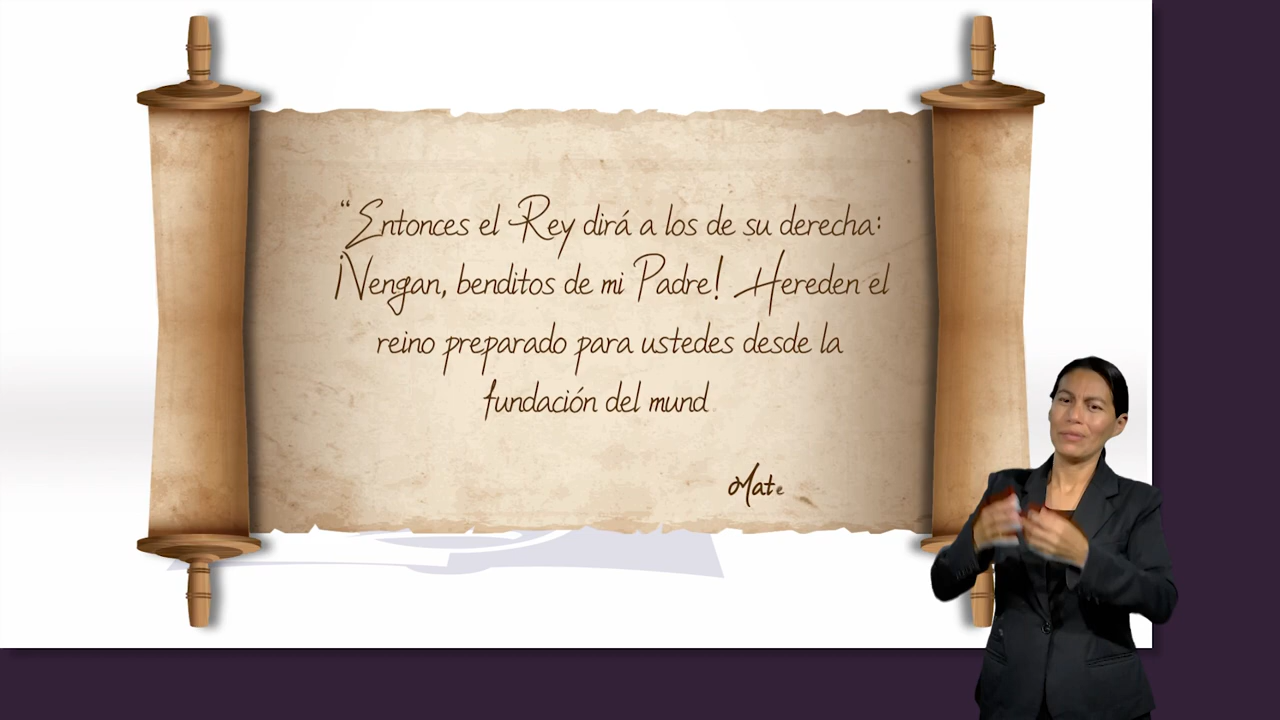 “Entonces el Rey dirá a los de su derecha:
¡Vengan, benditos de mi Padre! Hereden el
reino preparado para ustedes desde la
fundación del mund
Mate